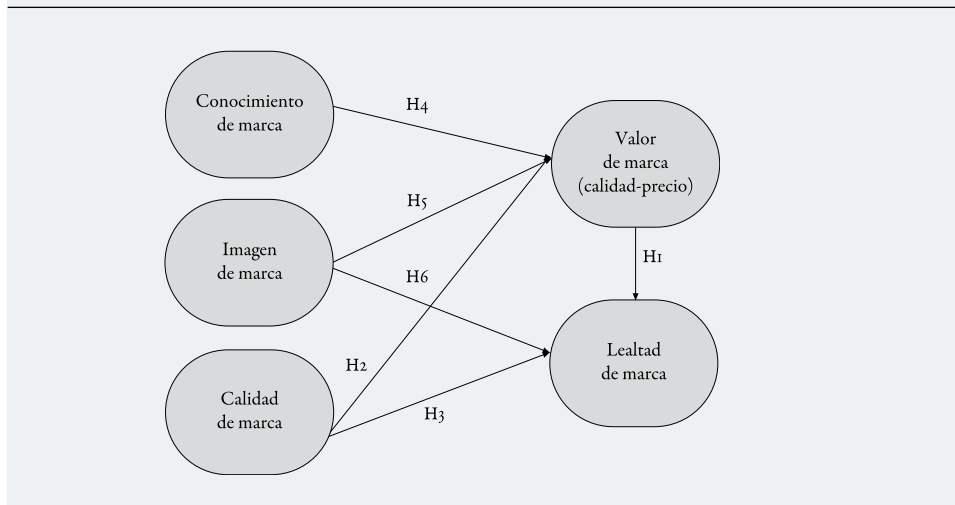 Conocimiento
de marca
H4
Valor
de marca
(calidad-precio)
H5
Imagen
de marca
H6
H1
H2
Lealtad
de marca
Calidad
de marca
H3